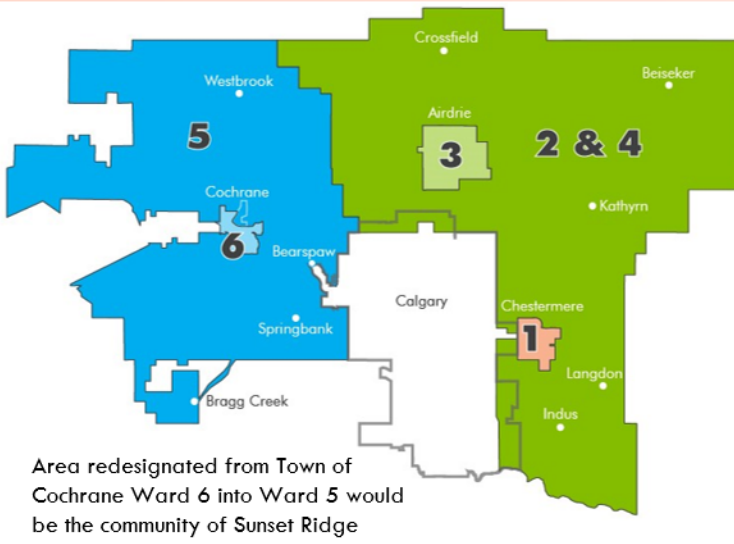 Crossfield
Beiseker
Westbrook
Airdrie
5
3
2 & 4
Cochrane
Kathyrn
6
Bearspaw
Calgary
Chestermere
Springbank
1
Langdon
Bragg Creek
Indus
Area redesignated from Town of
Cochrane Ward 6 into Ward 5 would
be the community of Sunset Ridge